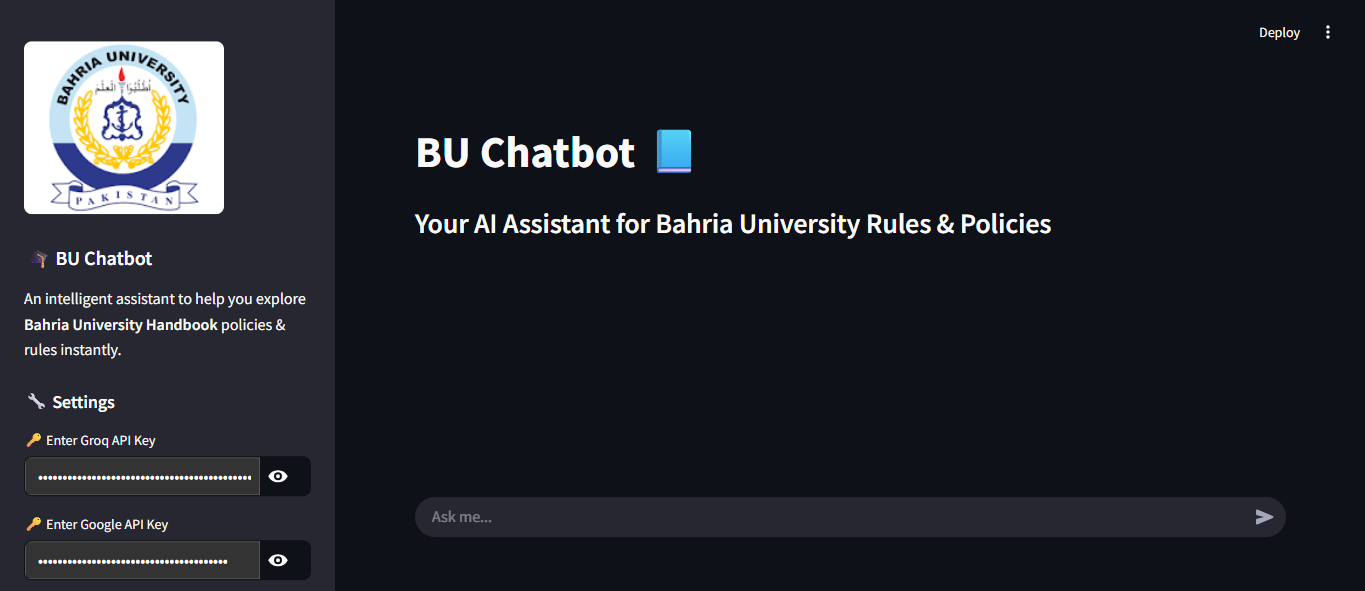 BAHRIA UNIVERSITY
اُطْلُبُوا الْعِلْمَ
PAKISTAN
BU Chatbot
An intelligent assistant to help you explore
Bahria University Handbook policies &
rules instantly.
Settings
Enter Groq API Key
Enter Google API Key
Deploy
BU Chatbot
Your AI Assistant for Bahria University Rules & Policies
Ask me...